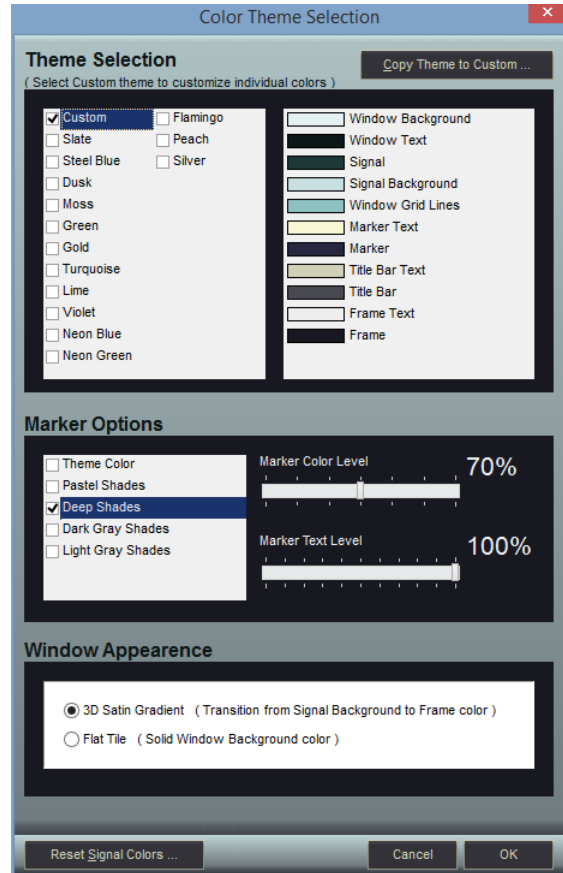 Color Theme Selection
Theme Selection
Copy Theme to Custom ...
( Select Custom theme to customize individual colors )
Custom
Flamingo
Slate
Peach
Steel Blue
Silver
Dusk
Moss
Green
Gold
Turquoise
Lime
Violet
Neon Blue
Neon Green
Window Background
Window Text
Signal
Signal Background
Window Grid Lines
Marker Text
Marker
Title Bar Text
Title Bar
Frame Text
Frame
Marker Options
Theme Color
Pastel Shades
Deep Shades
Dark Gray Shades
Light Gray Shades
Marker Color Level
70%
Marker Text Level
100%
Window Appearence
3D Satin Gradient ( Transition from Signal Background to Frame color )
Flat Tile ( Solid Window Background color )
Reset Signal Colors ...
Cancel
OK